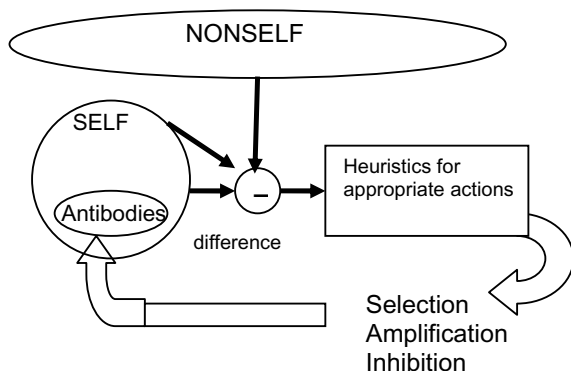 NONSELF
SELF
Antibodies
–
difference
Heuristics for
appropriate actions
Selection
Amplification
Inhibition